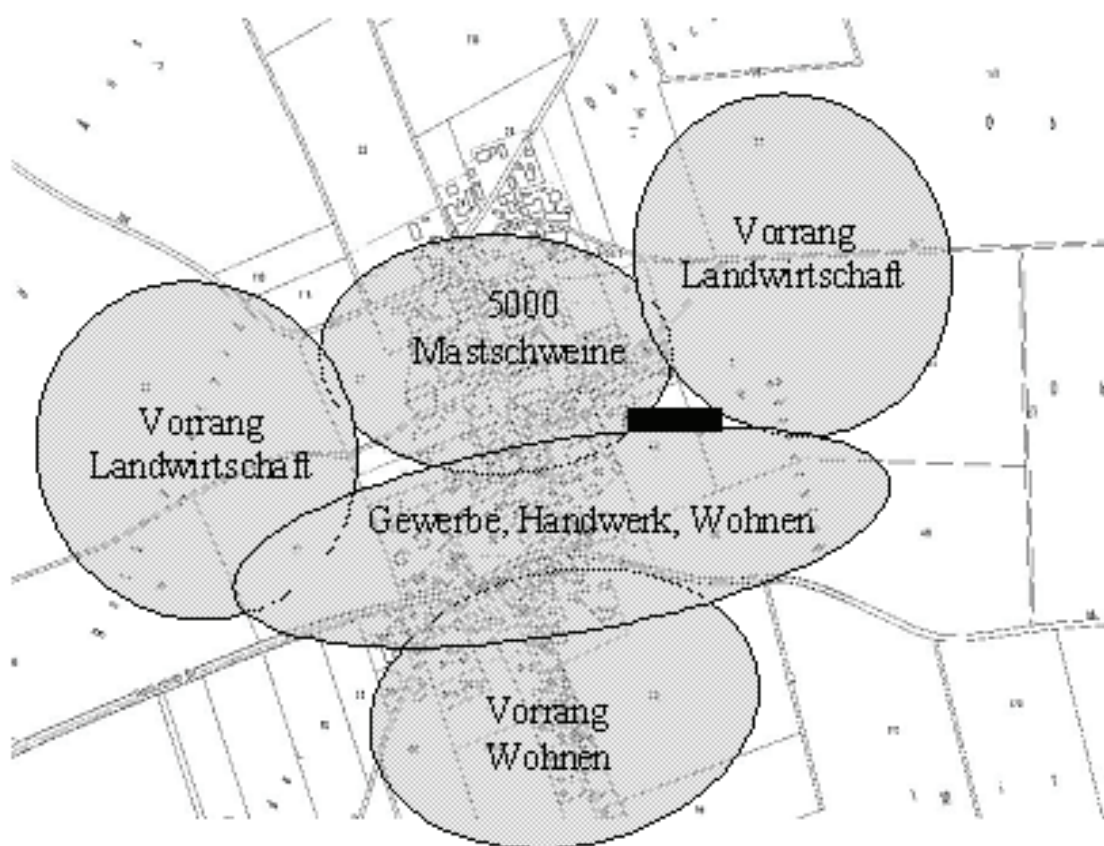 Vorrang
Landwirtschaft
5000
Mastschweine
Vorrang
Landwirtschaft
Gewerbe, Handwerk, Wohnen
Vorrang
Wohnen